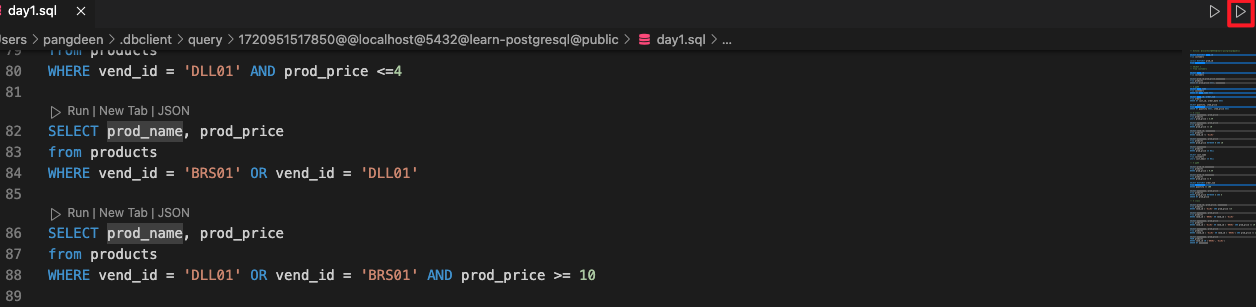 day1.sql
sers > pangdeen > .dbclient > query > 1720951517850@@localhost@5432@learn-postgresql@public > day1.sql > ...
79 from products
80 WHERE vend_id = 'DLL01' AND prod_price <=4
81
Run | New Tab | JSON
82 SELECT prod_name, prod_price
83 from products
84 WHERE vend_id = 'BRS01' OR vend_id = 'DLL01'
85
Run | New Tab | JSON
86 SELECT prod_name, prod_price
87 from products
88 WHERE vend_id = 'DLL01' OR vend_id = 'BRS01' AND prod_price >= 10
89